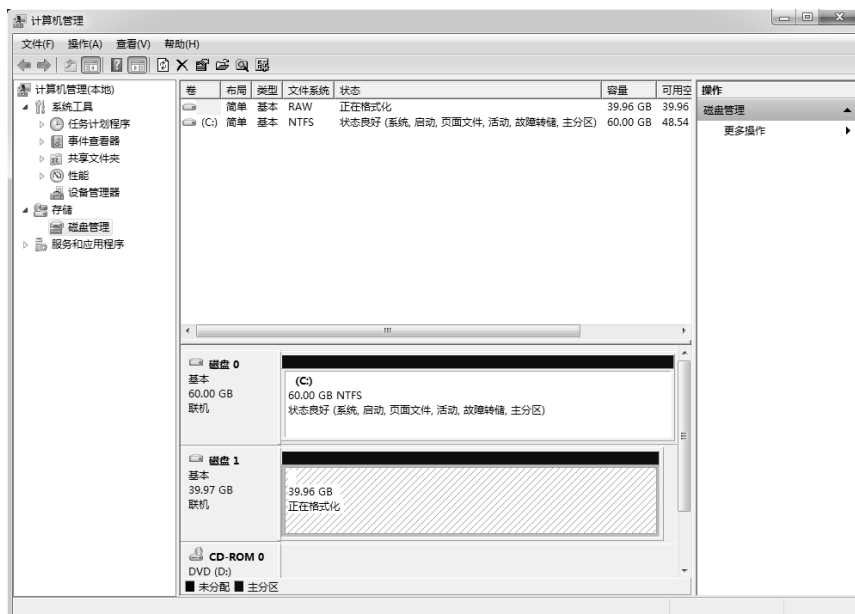 计算机管理
文件(F) 操作(A) 查看(V) 帮助(H)
计算机管理(本地)
系统工具
任务计划程序
事件查看器
共享文件夹
性能
设备管理器
存储
磁盘管理
服务和应用程序
卷 布局 类型 文件系统 状态 容量 可用空
简单 基本 RAW 正在格式化 39.96 GB 39.96
(C:) 简单 基本 NTFS 状态良好 (系统, 启动, 页面文件, 活动, 故障转储, 主分区) 60.00 GB 48.54
磁盘 0
基本
60.00 GB
联机
(C:)
60.00 GB NTFS
状态良好 (系统, 启动, 页面文件, 活动, 故障转储, 主分区)
磁盘 1
基本
39.97 GB
联机
39.96 GB
正在格式化
CD-ROM 0
DVD (D:)
未分配 主分区
操作
磁盘管理
更多操作